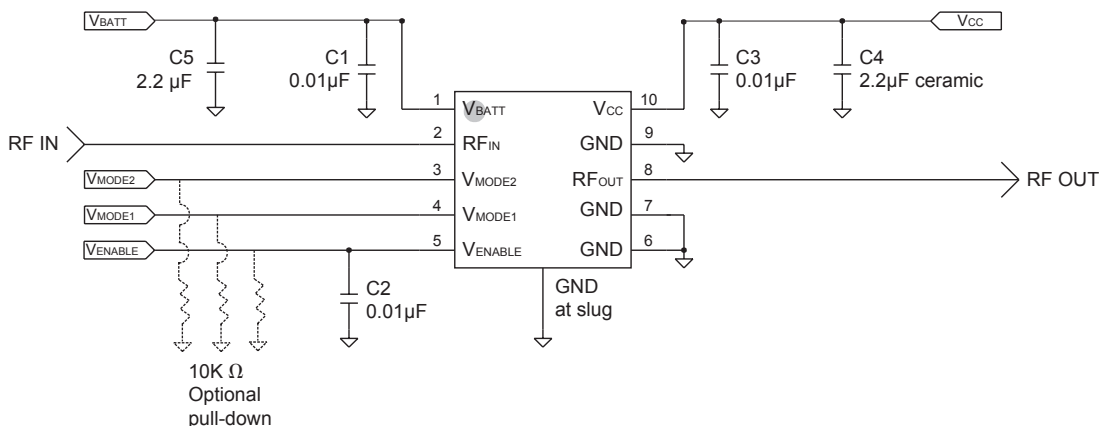 VBATT
VCC
C5
2.2 µF
C1
0.01µF
C3
0.01µF
C4
2.2µF ceramic
1
VBATT
VCC
10
RF IN
2
RFIN
GND
9
VMODE2
3
VMODE2
RFOUT
8
RF OUT
VMODE1
4
VMODE1
GND
7
VENABLE
5
VENABLE
GND
6
C2
0.01µF
GND
at slug
10K Ω
Optional
pull-down